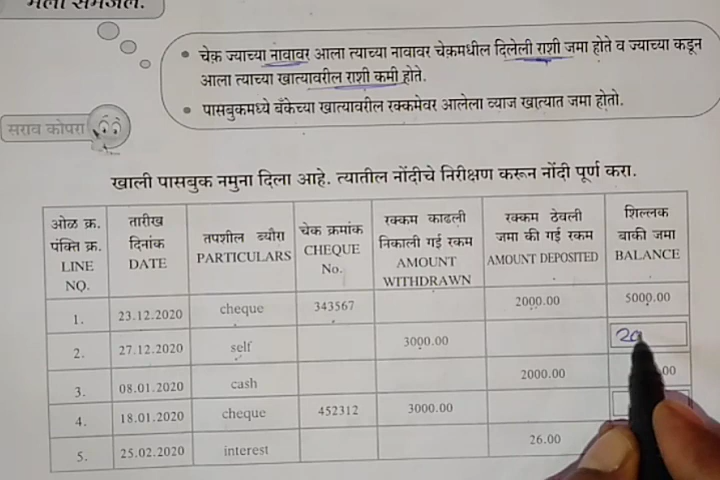 मला समजले.
• चेक ज्याच्या नावावर आला त्याच्या नावावर चेकमधील दिलेली राशी जमा होते व ज्याच्या कडून
आला त्याच्या खात्यावरील राशी कमी होते.
• पासबुकमध्ये बँकेच्या खात्यावरील रक्कमेवर आलेला व्याज खात्यात जमा होतो.
सराव कोपरा
खाली पासबुक नमुना दिला आहे. त्यातील नोंदीचे निरीक्षण करून नोंदी पूर्ण करा.
ओळ क्र. पंक्ति क्र. LINE NO. तारीख दिनांक DATE तपशील ब्यौरा PARTICULARS चेक क्रमांक CHEQUE No. रक्कम काढली निकाली गई रकम AMOUNT WITHDRAWN रक्कम ठेवली जमा की गई रकम AMOUNT DEPOSITED शिल्लक बाकी जमा BALANCE
1. 23.12.2020 cheque 343567 2000.00 5000.00
2. 27.12.2020 self 3000.00 20
3. 08.01.2020 cash 2000.00 00
4. 18.01.2020 cheque 452312 3000.00
5. 25.02.2020 interest 26.00